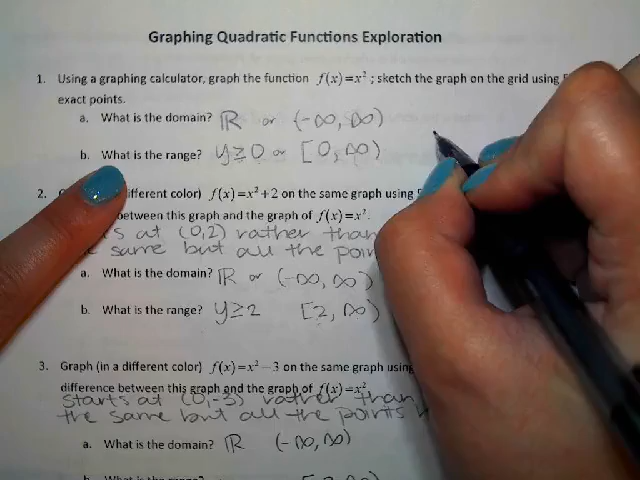 Graphing Quadratic Functions Exploration
1. Using a graphing calculator, graph the function f(x)=x²; sketch the graph on the grid using
exact points.
a. What is the domain? ℝ or (-∞, ∞)
b. What is the range? y≥0 or [0, ∞)
2. different color) f(x)=x²+2 on the same graph using
between this graph and the graph of f(x)=x².
at (0,2) rather than
same but all the
a. What is the domain? ℝ or (-∞, ∞)
b. What is the range? y≥2 [2, ∞)
3. Graph (in a different color) f(x)=x²−3 on the same graph using
difference between this graph and the graph of f(x)=x².
starts at (0,-3) rather than
the same but all the points
a. What is the domain? ℝ (-∞, ∞)